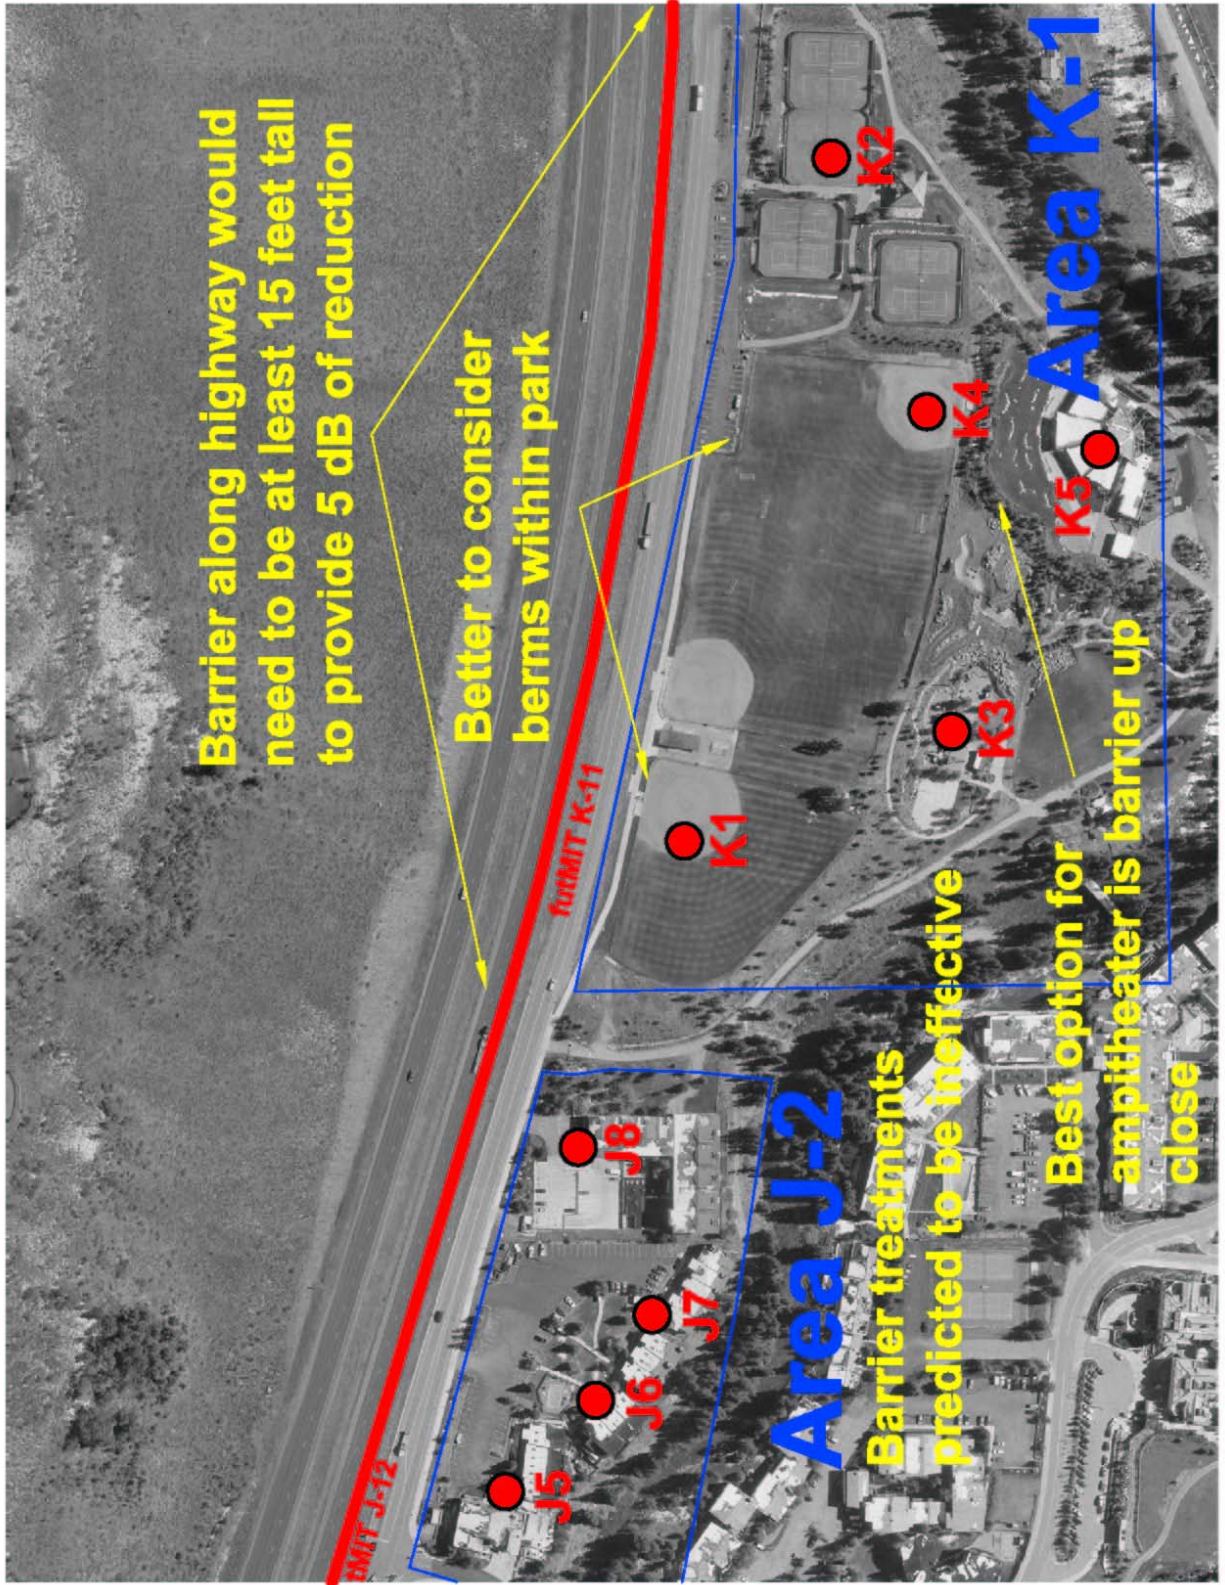 Barrier along highway would
need to be at least 15 feet tall
to provide 5 dB of reduction
Better to consider
berms within park
futMIT K-11
tMIT J-12
K1
K2
K3
K4
K5
Area K-1
J5
J6
J7
J8
Area J-2
Barrier treatments
predicted to be ineffective
Best option for
ampitheater is barrier up
close